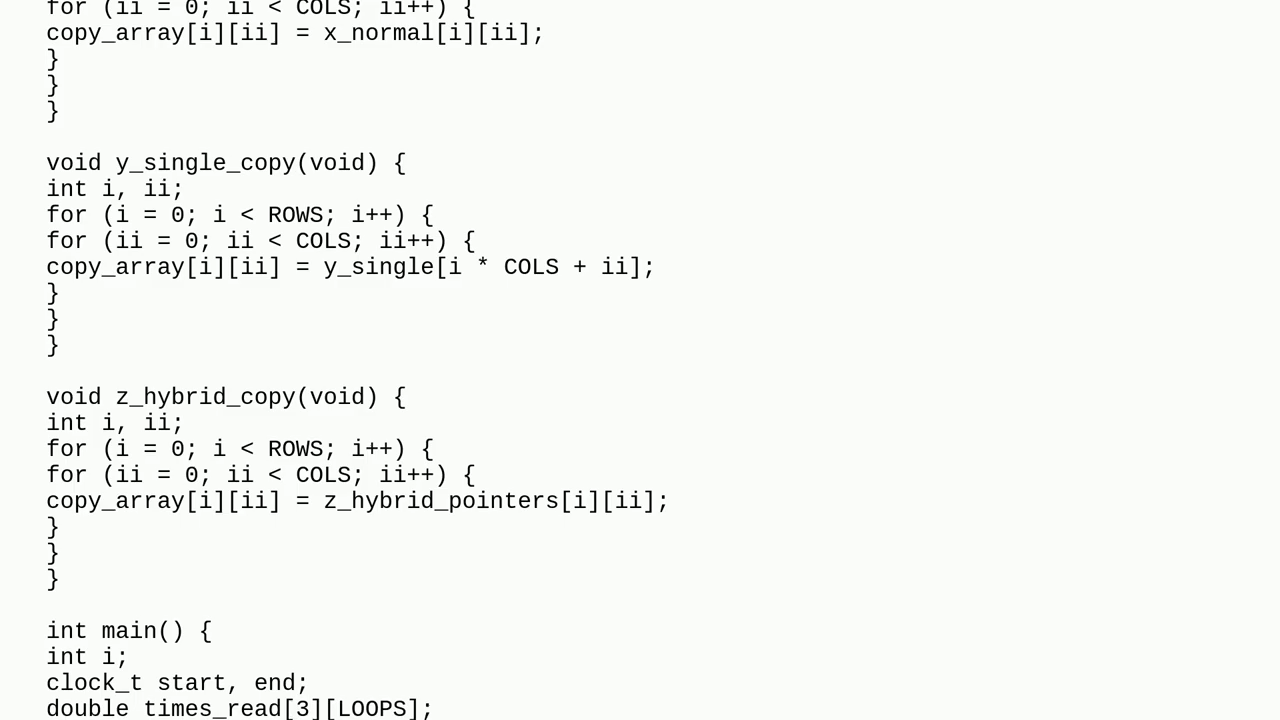 for (ii = 0; ii < COLS; ii++) {
copy_array[i][ii] = x_normal[i][ii];
}
}
}

void y_single_copy(void) {
int i, ii;
for (i = 0; i < ROWS; i++) {
for (ii = 0; ii < COLS; ii++) {
copy_array[i][ii] = y_single[i * COLS + ii];
}
}
}

void z_hybrid_copy(void) {
int i, ii;
for (i = 0; i < ROWS; i++) {
for (ii = 0; ii < COLS; ii++) {
copy_array[i][ii] = z_hybrid_pointers[i][ii];
}
}
}

int main() {
int i;
clock_t start, end;
double times_read[3][LOOPS];